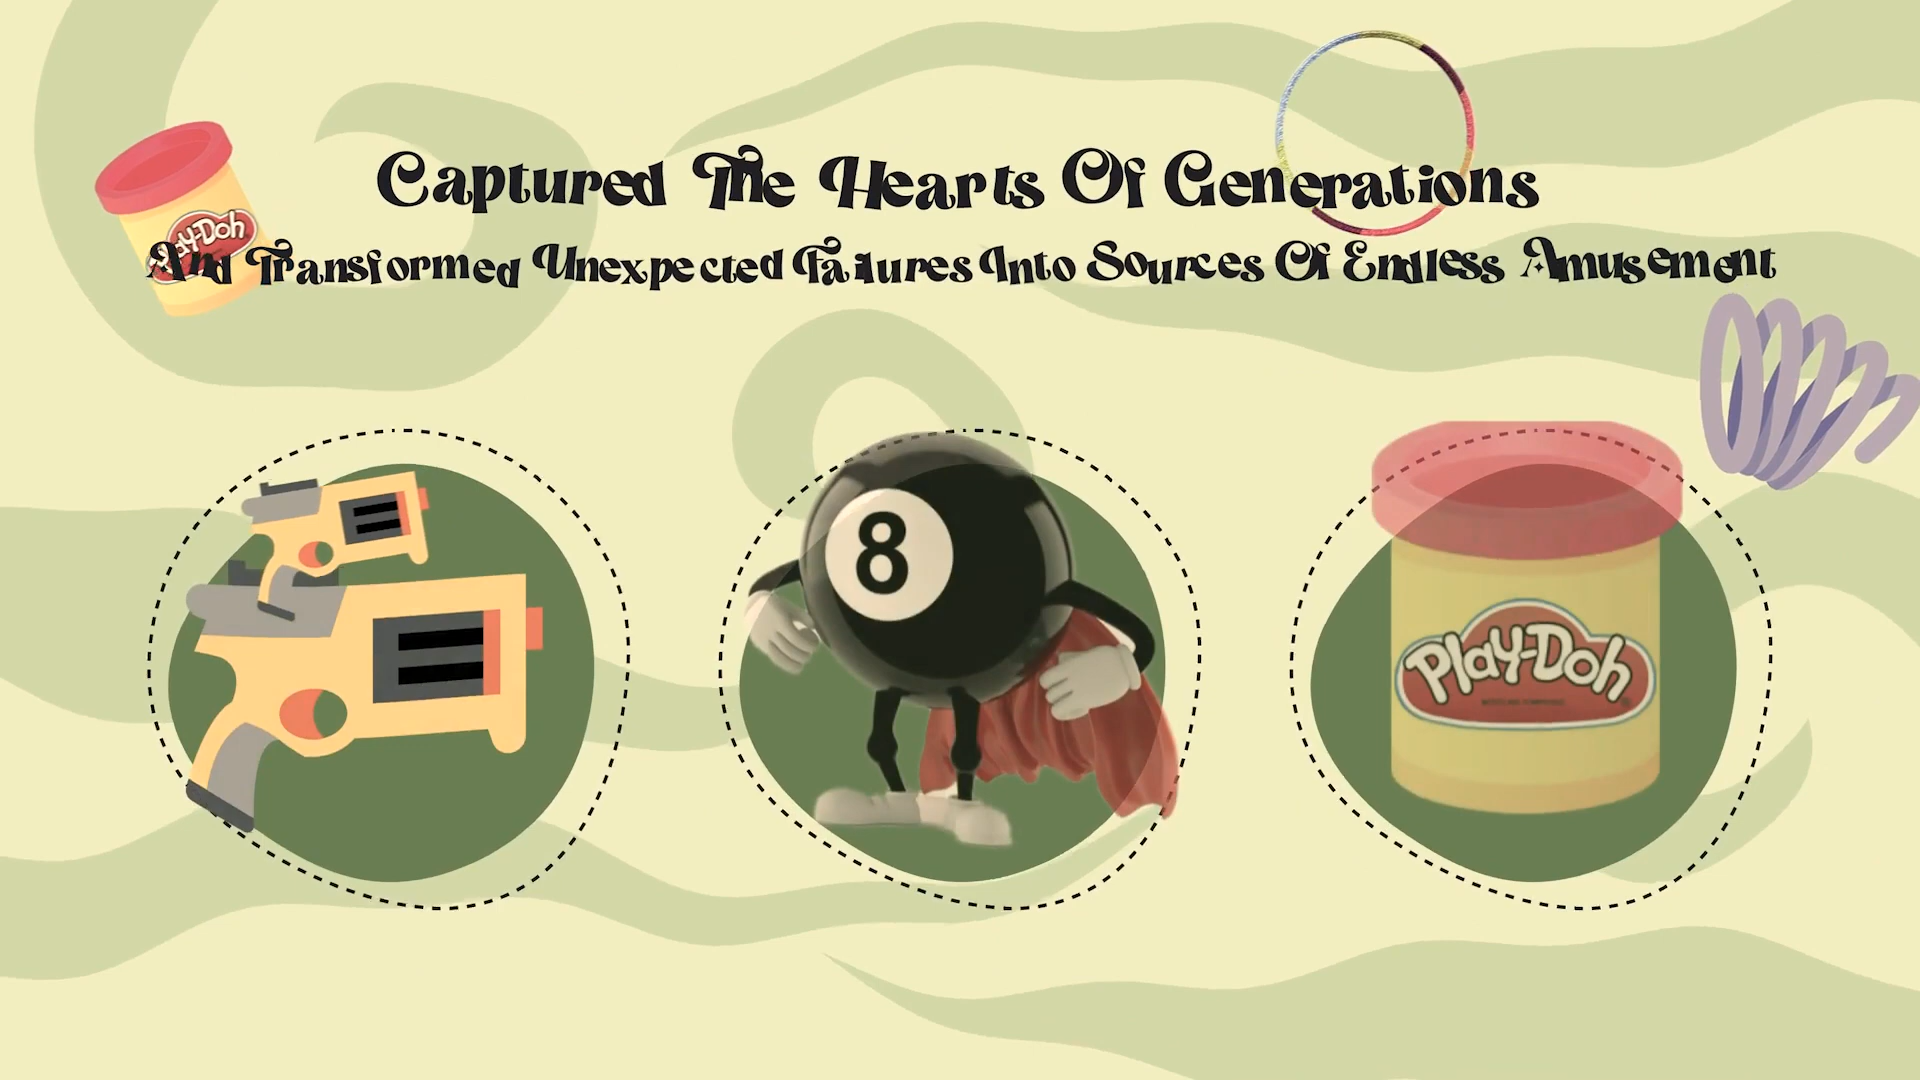 Captured The Hearts Of Generations
Play-Doh
And Transformed Unexpected Failures Into Sources Of Endless Amusement
8
Play-Doh